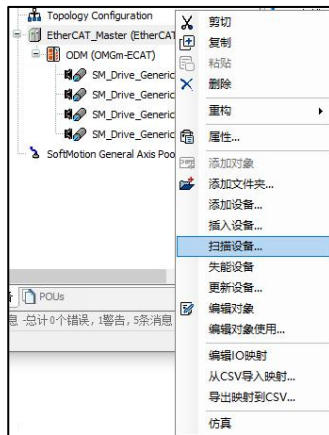 Topology Configuration
EtherCAT_Master (EtherCAT
ODM (OMGm-ECAT)
SM_Drive_Generic
SM_Drive_Generic
SM_Drive_Generic
SM_Drive_Generic
SoftMotion General Axis Poo
POUs
息 -总计0个错误, 1警告, 5条消息
剪切
复制
粘贴
删除
重构
属性...
添加对象
添加文件夹...
添加设备...
插入设备...
扫描设备...
失能设备
更新设备...
编辑对象
编辑对象使用...
编辑IO映射
从CSV导入映射...
导出映射到CSV...
仿真